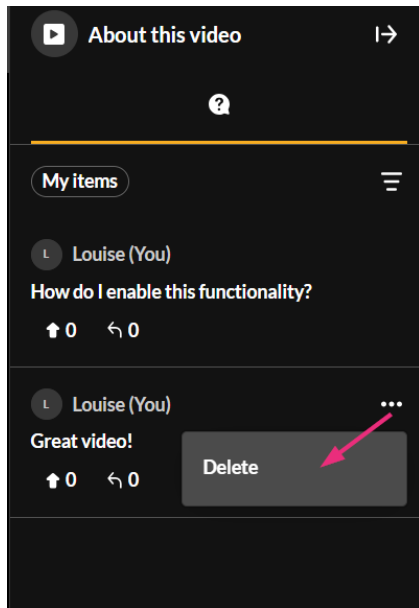 About this video
My items
L Louise (You)
How do I enable this functionality?
0 0
L Louise (You)
Great video!
Delete
0 0